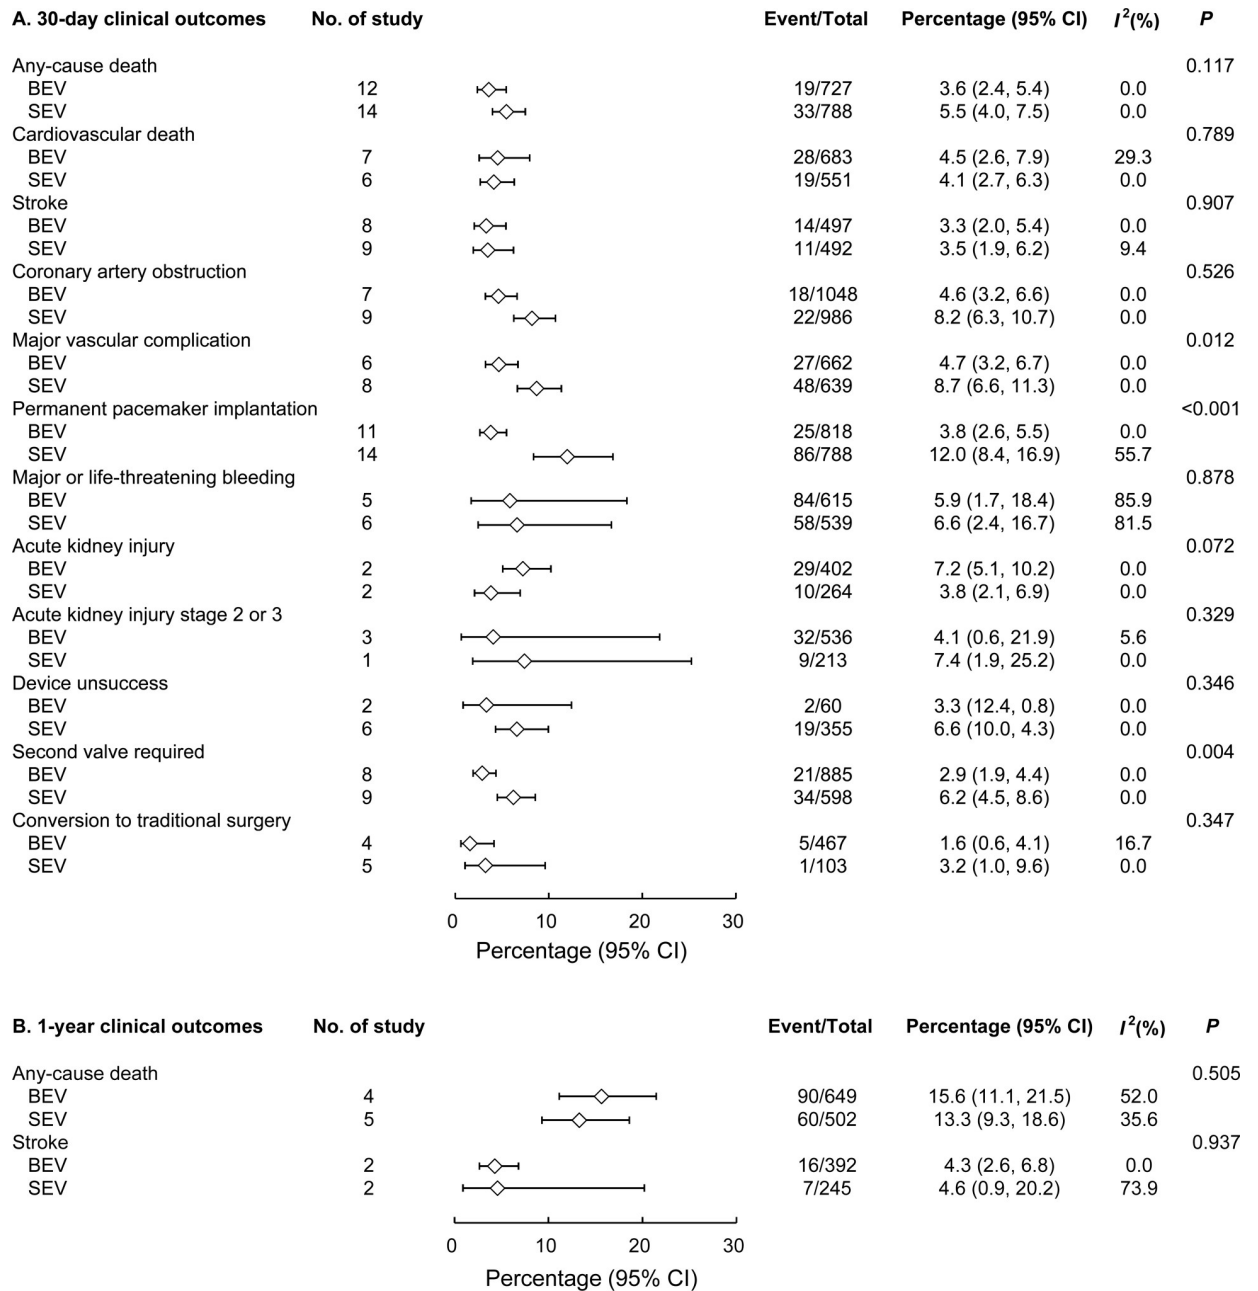 A. 30-day clinical outcomes No. of study Event/Total Percentage (95% CI) I²(%) P
Any-cause death 0.117
BEV 12 19/727 3.6 (2.4, 5.4) 0.0
SEV 14 33/788 5.5 (4.0, 7.5) 0.0
Cardiovascular death 0.789
BEV 7 28/683 4.5 (2.6, 7.9) 29.3
SEV 6 19/551 4.1 (2.7, 6.3) 0.0
Stroke 0.907
BEV 8 14/497 3.3 (2.0, 5.4) 0.0
SEV 9 11/492 3.5 (1.9, 6.2) 9.4
Coronary artery obstruction 0.526
BEV 7 18/1048 4.6 (3.2, 6.6) 0.0
SEV 9 22/986 8.2 (6.3, 10.7) 0.0
Major vascular complication 0.012
BEV 6 27/662 4.7 (3.2, 6.7) 0.0
SEV 8 48/639 8.7 (6.6, 11.3) 0.0
Permanent pacemaker implantation <0.001
BEV 11 25/818 3.8 (2.6, 5.5) 0.0
SEV 14 86/788 12.0 (8.4, 16.9) 55.7
Major or life-threatening bleeding 0.878
BEV 5 84/615 5.9 (1.7, 18.4) 85.9
SEV 6 58/539 6.6 (2.4, 16.7) 81.5
Acute kidney injury 0.072
BEV 2 29/402 7.2 (5.1, 10.2) 0.0
SEV 2 10/264 3.8 (2.1, 6.9) 0.0
Acute kidney injury stage 2 or 3 0.329
BEV 3 32/536 4.1 (0.6, 21.9) 5.6
SEV 1 9/213 7.4 (1.9, 25.2) 0.0
Device unsuccess 0.346
BEV 2 2/60 3.3 (12.4, 0.8) 0.0
SEV 6 19/355 6.6 (10.0, 4.3) 0.0
Second valve required 0.004
BEV 8 21/885 2.9 (1.9, 4.4) 0.0
SEV 9 34/598 6.2 (4.5, 8.6) 0.0
Conversion to traditional surgery 0.347
BEV 4 5/467 1.6 (0.6, 4.1) 16.7
SEV 5 1/103 3.2 (1.0, 9.6) 0.0
0 10 20 30
Percentage (95% CI)
B. 1-year clinical outcomes No. of study Event/Total Percentage (95% CI) I²(%) P
Any-cause death 0.505
BEV 4 90/649 15.6 (11.1, 21.5) 52.0
SEV 5 60/502 13.3 (9.3, 18.6) 35.6
Stroke 0.937
BEV 2 16/392 4.3 (2.6, 6.8) 0.0
SEV 2 7/245 4.6 (0.9, 20.2) 73.9
0 10 20 30
Percentage (95% CI)